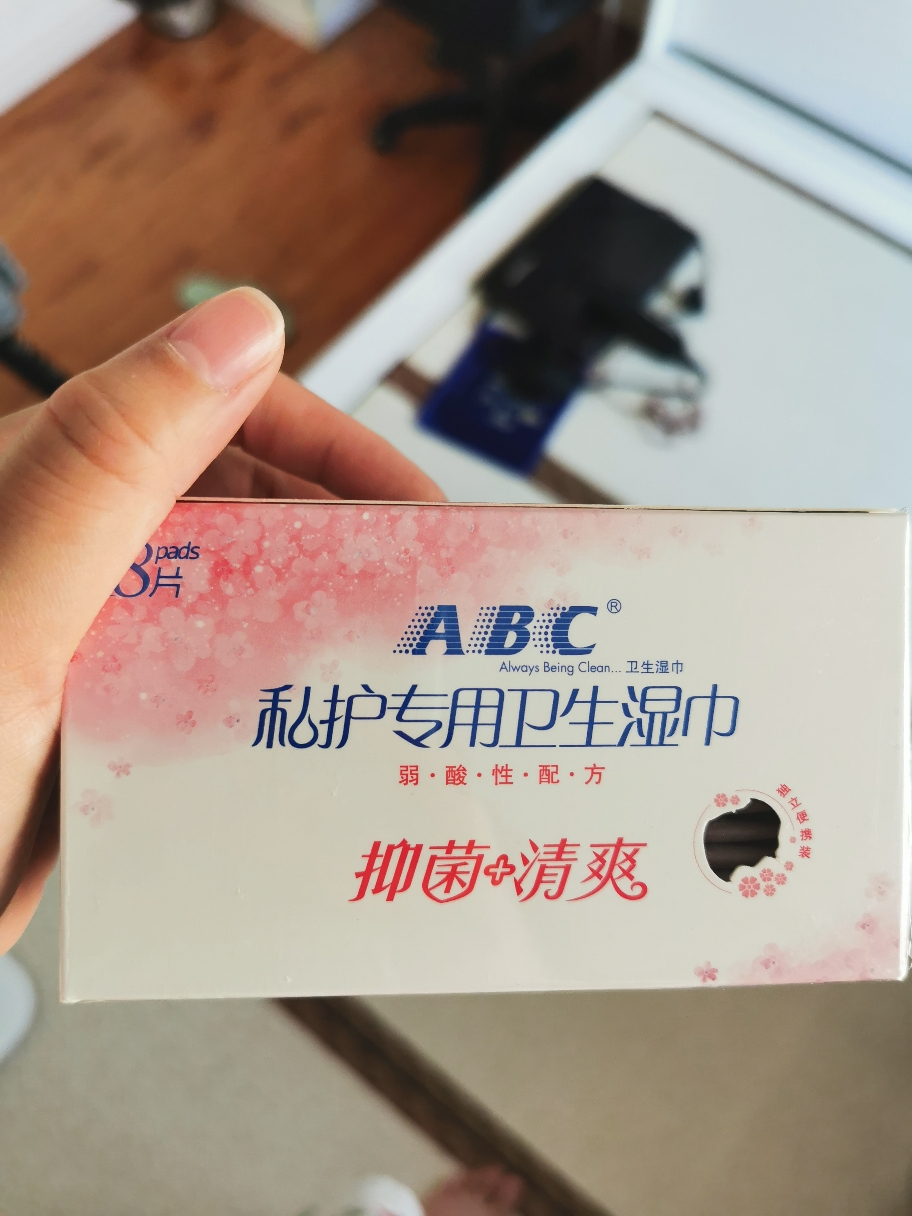 8 pads
片
ABC®
Always Being Clean... 卫生湿巾
私护专用卫生湿巾
弱·酸·性·配·方
抑菌+清爽
独立便携装